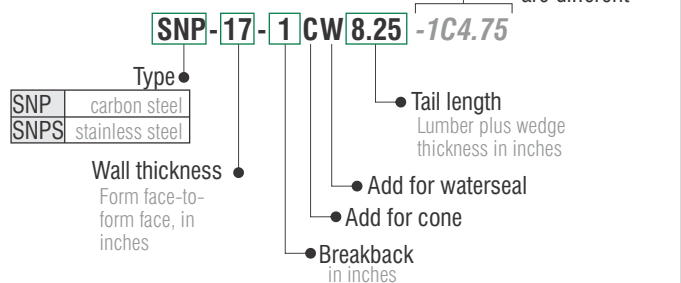 are different
SNP-17-1CW8.25 -1C4.75
Type
SNP carbon steel
SNPS stainless steel
Tail length
Lumber plus wedge
thickness in inches
Wall thickness
Form face-to-
form face, in
inches
Add for waterseal
Add for cone
Breakback
in inches